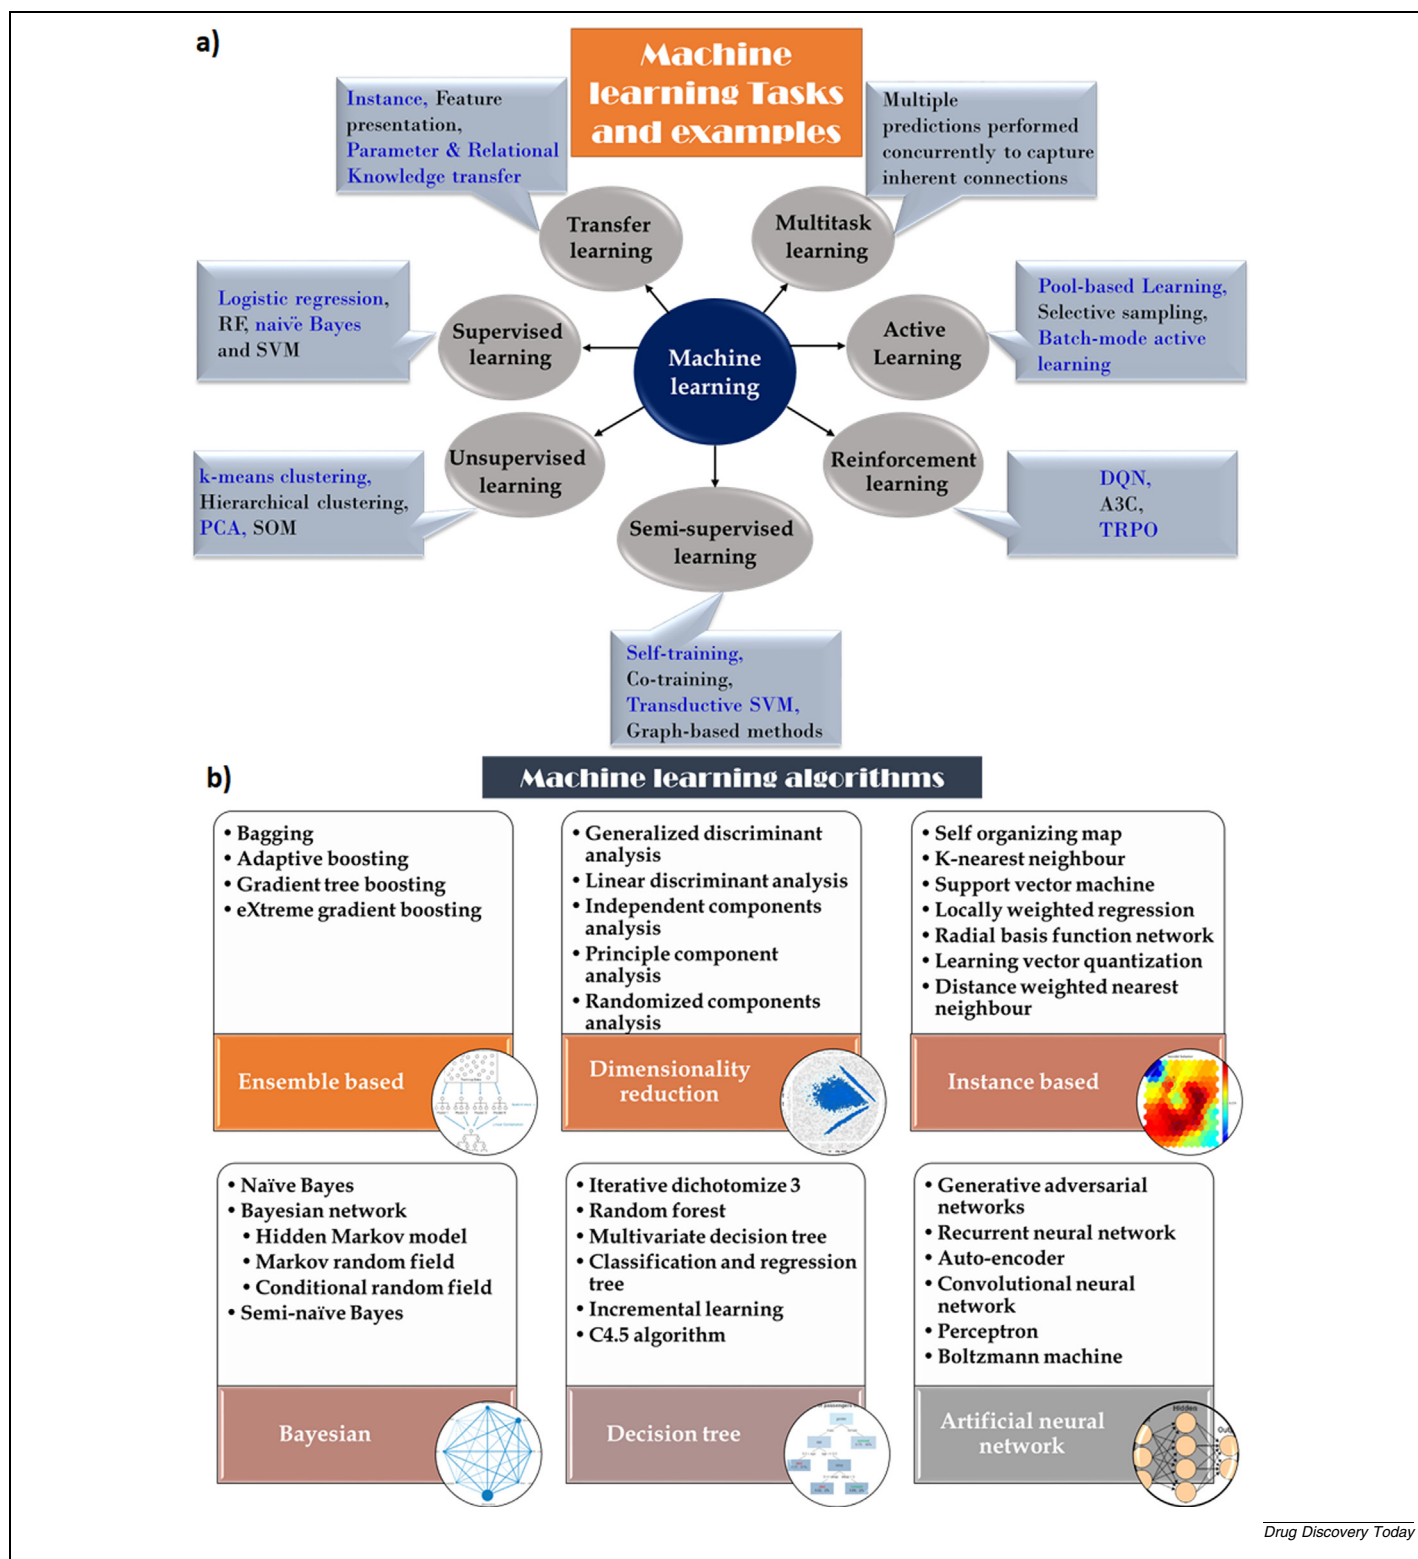 a)
Machine
learning Tasks
and examples
Instance, Feature
presentation,
Parameter & Relational
Knowledge transfer
Multiple
predictions performed
concurrently to capture
inherent connections
Transfer
learning
Multitask
learning
Logistic regression,
RF, naïve Bayes
and SVM
Supervised
learning
Machine
learning
Active
Learning
Pool-based Learning,
Selective sampling,
Batch-mode active
learning
k-means clustering,
Hierarchical clustering,
PCA, SOM
Unsupervised
learning
Reinforcement
learning
DQN,
A3C,
TRPO
Semi-supervised
learning
Self-training,
Co-training,
Transductive SVM,
Graph-based methods
b)
Machine learning algorithms
• Bagging
• Adaptive boosting
• Gradient tree boosting
• eXtreme gradient boosting
Ensemble based
• Generalized discriminant
analysis
• Linear discriminant analysis
• Independent components
analysis
• Principle component
analysis
• Randomized components
analysis
Dimensionality
reduction
• Self organizing map
• K-nearest neighbour
• Support vector machine
• Locally weighted regression
• Radial basis function network
• Learning vector quantization
• Distance weighted nearest
neighbour
Instance based
• Naïve Bayes
• Bayesian network
• Hidden Markov model
• Markov random field
• Conditional random field
• Semi-naïve Bayes
Bayesian
• Iterative dichotomize 3
• Random forest
• Multivariate decision tree
• Classification and regression
tree
• Incremental learning
• C4.5 algorithm
Decision tree
• Generative adversarial
networks
• Recurrent neural network
• Auto-encoder
• Convolutional neural
network
• Perceptron
• Boltzmann machine
Artificial neural
network
Hidden
Drug Discovery Today